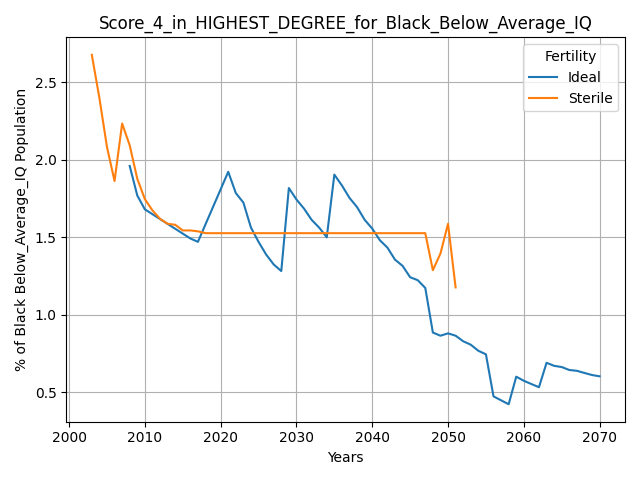 Score_4_in_HIGHEST_DEGREE_for_Black_Below_Average_IQ
Fertility
Ideal
Sterile
% of Black Below_Average_IQ Population
2.5
2.0
1.5
1.0
0.5
2000 2010 2020 2030 2040 2050 2060 2070
Years